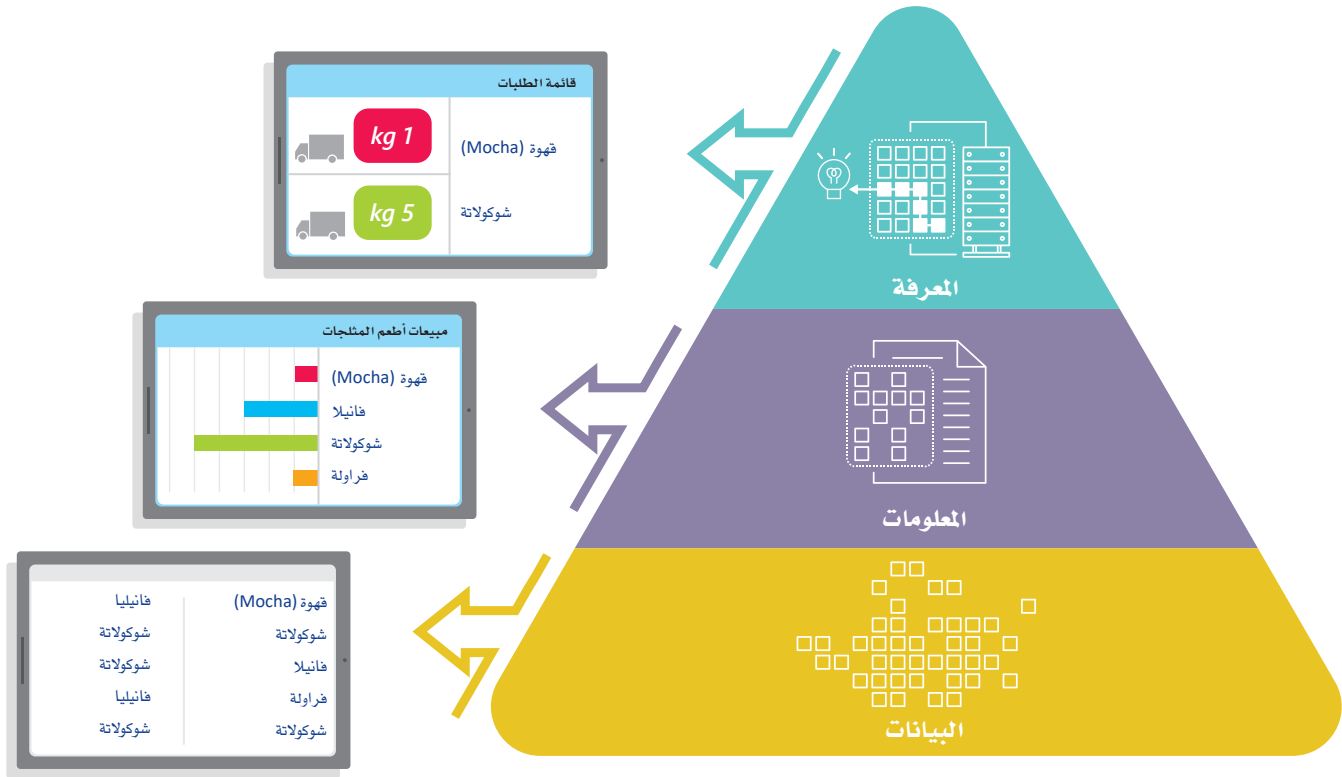 قائمة الطلبات
قهوة (Mocha)
kg 1
شوكولاتة
kg 5
المعرفة
مبيعات أطعم المثلجات
قهوة (Mocha)
فانيلا
شوكولاتة
فراولة
المعلومات
قهوة (Mocha)
فانيليا
شوكولاتة
شوكولاتة
فانيلا
شوكولاتة
فراولة
فانيليا
شوكولاتة
شوكولاتة
البيانات